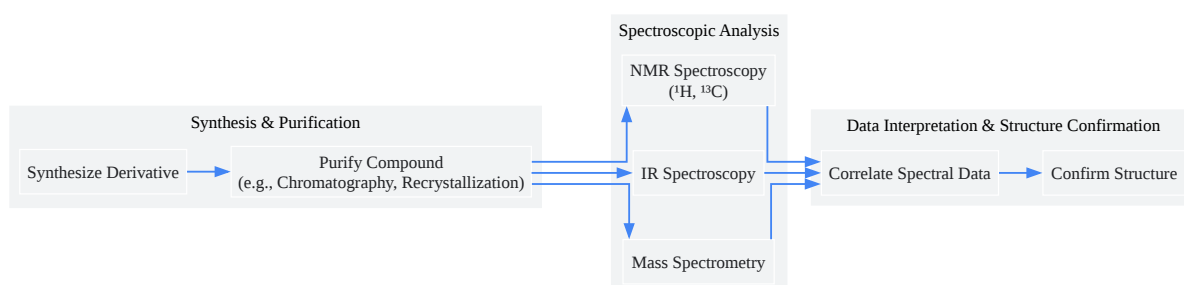 Synthesis & Purification
Synthesize Derivative
Purify Compound
(e.g., Chromatography, Recrystallization)
Spectroscopic Analysis
NMR Spectroscopy
(¹H, ¹³C)
IR Spectroscopy
Mass Spectrometry
Data Interpretation & Structure Confirmation
Correlate Spectral Data
Confirm Structure